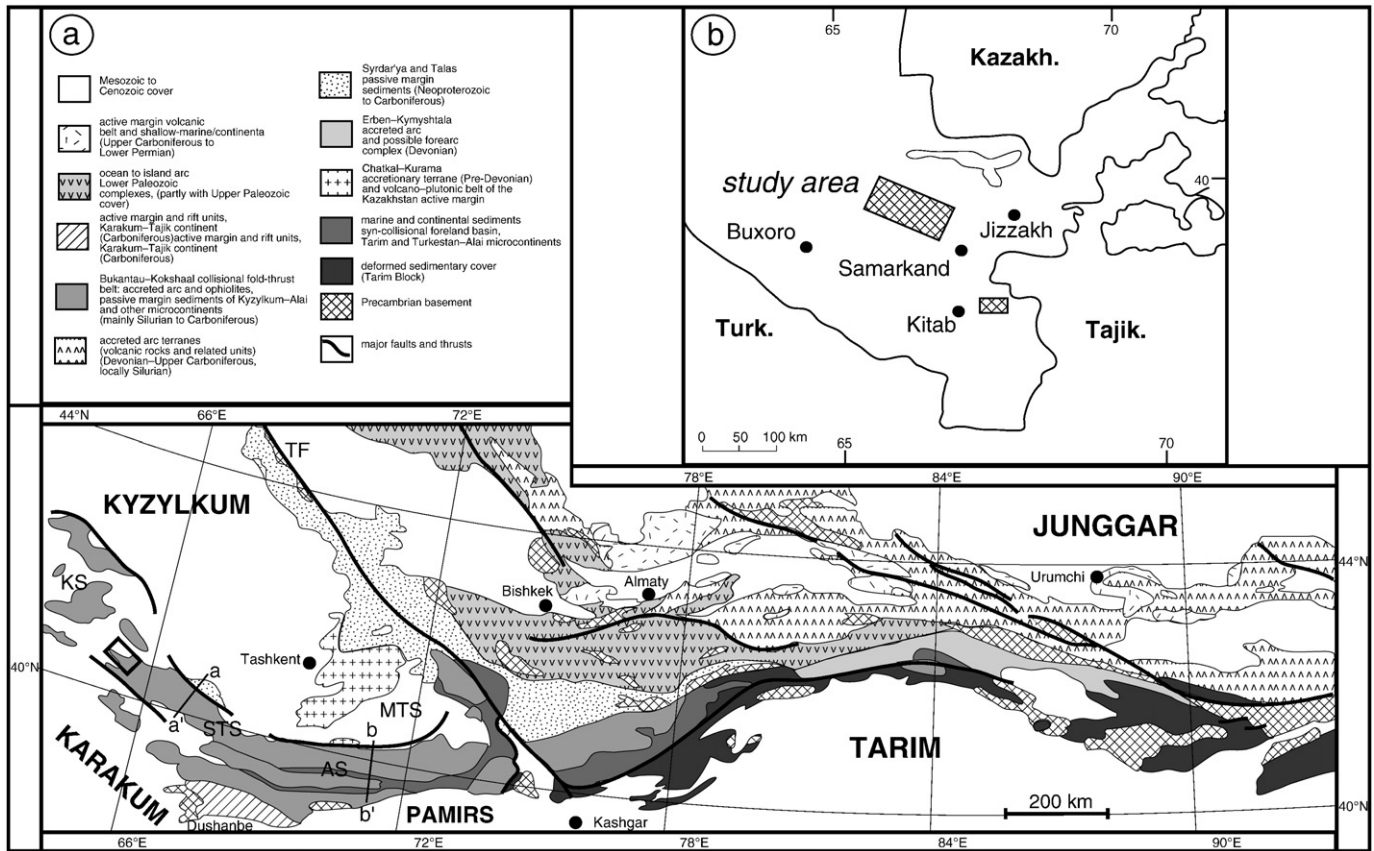 a
Mesozoic to
Cenozoic cover
active margin volcanic
belt and shallow-marine/continenta
(Upper Carboniferous to
Lower Permian)
ocean to island arc
Lower Paleozoic
complexes, (partly with Upper Paleozoic
cover)
active margin and rift units,
Karakum–Tajik continent
(Carboniferous)active margin and rift units,
Karakum–Tajik continent
(Carboniferous)
Bukantau–Kokshaal collisional fold-thrust
belt: accreted arc and ophiolites,
passive margin sediments of Kyzylkum–Alai
and other microcontinents
(mainly Silurian to Carboniferous)
accreted arc terranes
(volcanic rocks and related units)
(Devonian–Upper Carboniferous,
locally Silurian)
Syrdar'ya and Talas
passive margin
sediments (Neoproterozoic
to Carboniferous)
Erben–Kymyshtala
accreted arc
and possible forearc
complex (Devonian)
Chatkal–Kurama
accretionary terrane (Pre-Devonian)
and volcano–plutonic belt of the
Kazakhstan active margin
marine and continental sediments
syn-collisional foreland basin,
Tarim and Turkestan–Alai microcontinents
deformed sedimentary cover
(Tarim Block)
Precambrian basement
major faults and thrusts
b
65
70
Kazakh.
40
study area
Buxoro
Jizzakh
Samarkand
Kitab
Turk.
Tajik.
0 50 100 km
65
70
44°N
66°E
72°E
78°E
84°E
90°E
TF
KYZYLKUM
JUNGGAR
44°N
KS
Bishkek
Almaty
Urumchi
40°N
Tashkent
a
a'
STS
MTS
b
AS
b'
TARIM
KARAKUM
Dushanbe
PAMIRS
Kashgar
200 km
40°N
66°E
72°E
78°E
84°E
90°E